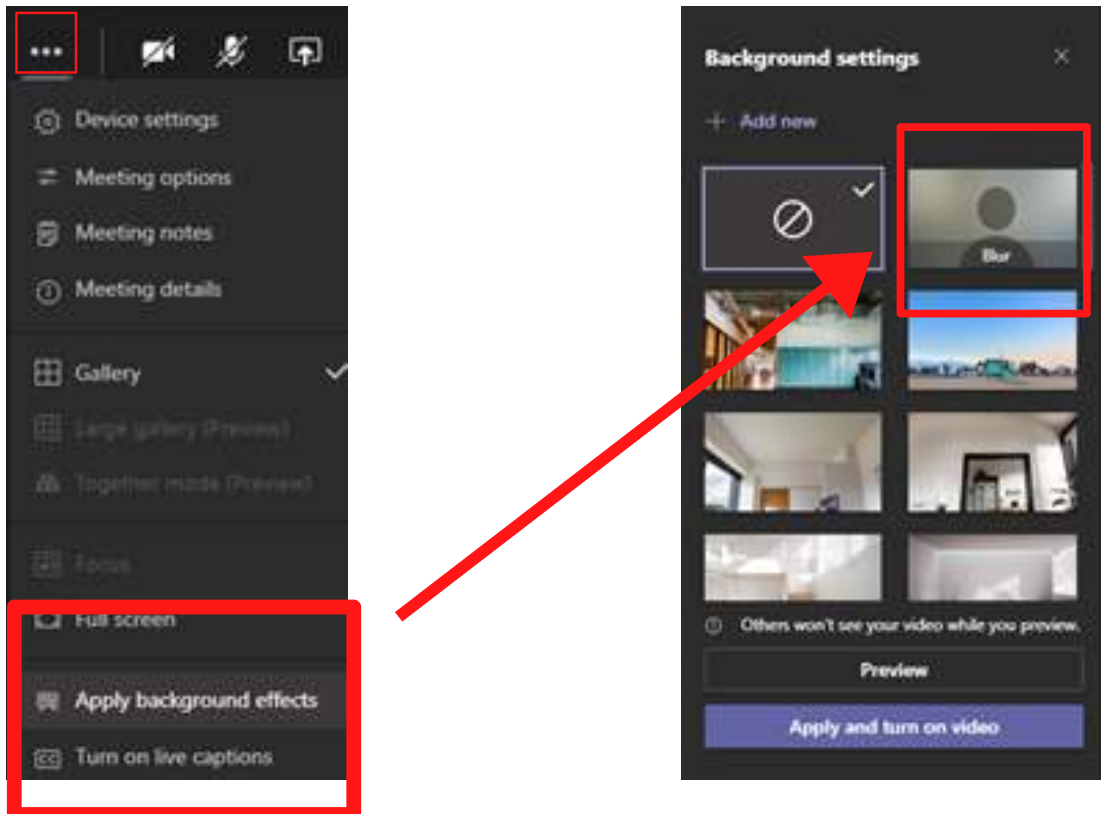 Device settings
Meeting options
Meeting notes
Meeting details
Gallery
Large gallery (Preview)
Together mode (Preview)
Focus
Full screen
Apply background effects
CC Turn on live captions
Background settings
Add new
Blur
Others won't see your video while you preview.
Preview
Apply and turn on video